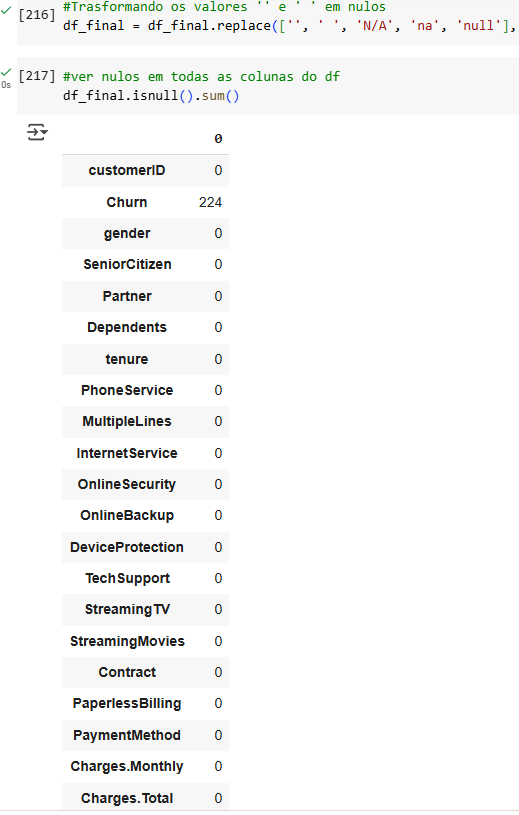 [216] #Trasformando os valores '' e ' ' em nulos
df_final = df_final.replace(['', ' ', 'N/A', 'na', 'null'],
[217] #ver nulos em todas as colunas do df
0s df_final.isnull().sum()
0
customerID 0
Churn 224
gender 0
SeniorCitizen 0
Partner 0
Dependents 0
tenure 0
PhoneService 0
MultipleLines 0
InternetService 0
OnlineSecurity 0
OnlineBackup 0
DeviceProtection 0
TechSupport 0
StreamingTV 0
StreamingMovies 0
Contract 0
PaperlessBilling 0
PaymentMethod 0
Charges.Monthly 0
Charges.Total 0